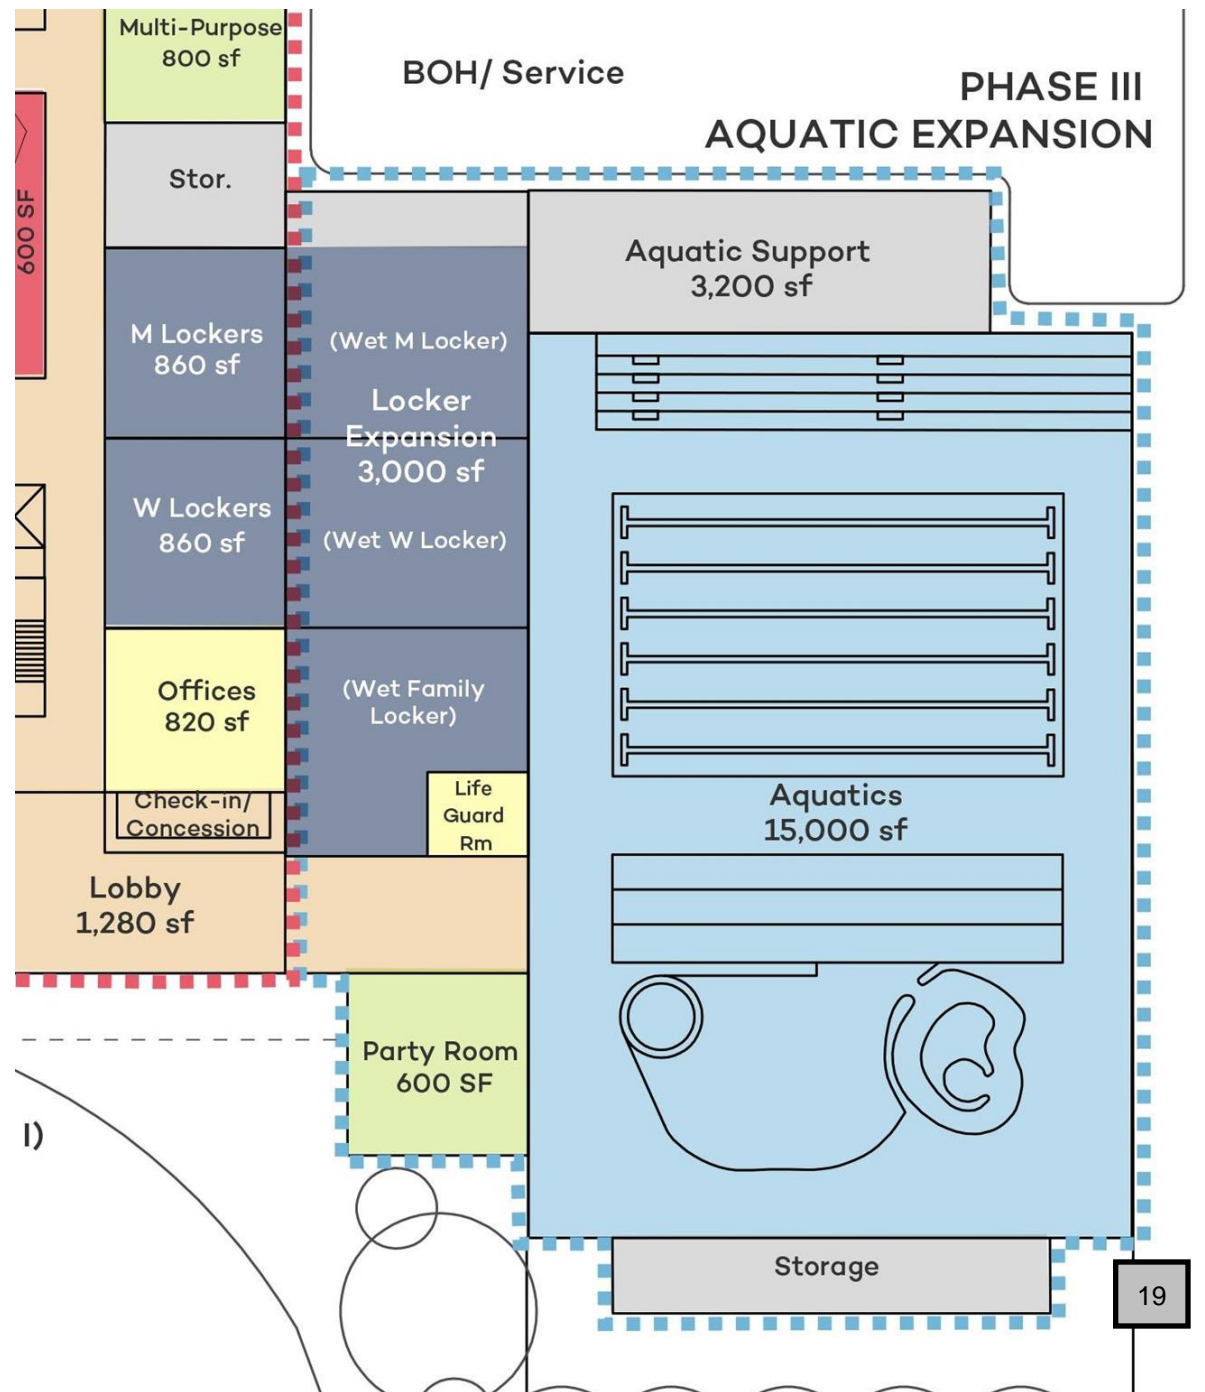 Multi-Purpose
800 sf
BOH/ Service
PHASE III
AQUATIC EXPANSION
Stor.
600 SF
Aquatic Support
3,200 sf
M Lockers
860 sf
(Wet M Locker)
Locker
Expansion
3,000 sf
W Lockers
860 sf
(Wet W Locker)
Offices
820 sf
(Wet Family
Locker)
Life
Guard
Rm
Check-in/
Concession
Aquatics
15,000 sf
Lobby
1,280 sf
Party Room
600 SF
I)
Storage
19